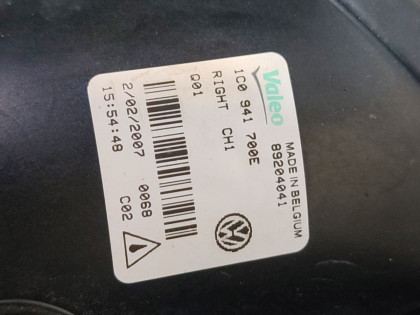 Valeo
MADE IN BELGIUM
89204041
1C0 941 700E
RIGHT CH1
Q01
2/02/2007 0068
15:54:48 C02